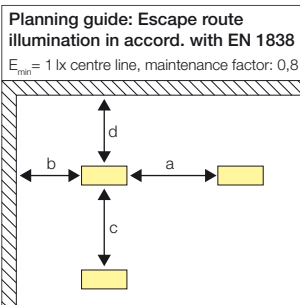 Planning guide: Escape route
illumination in accord. with EN 1838
Emin= 1 lx centre line, maintenance factor: 0,8
d
b
a
c